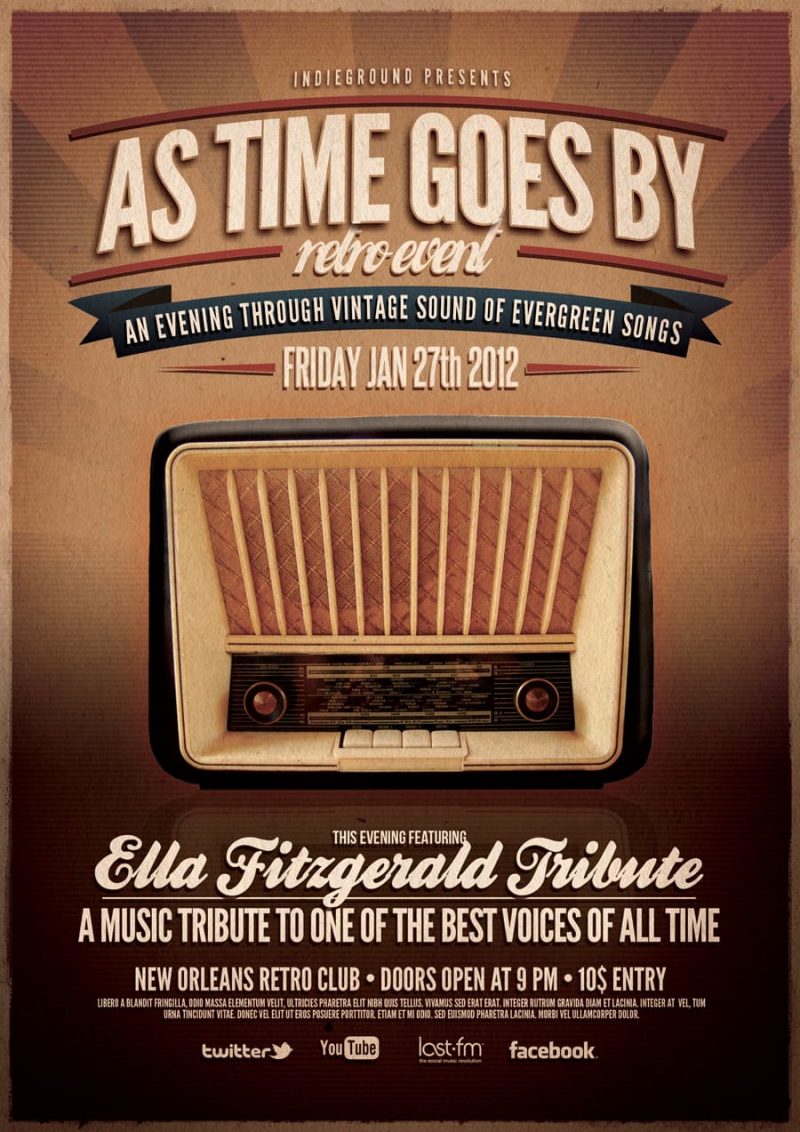 INDIEGROUND PRESENTS
AS TIME GOES BY
retro event
AN EVENING THROUGH VINTAGE SOUND OF EVERGREEN SONGS
FRIDAY JAN 27th 2012
THIS EVENING FEATURING
Ella Fitzgerald Tribute
A MUSIC TRIBUTE TO ONE OF THE BEST VOICES OF ALL TIME
NEW ORLEANS RETRO CLUB • DOORS OPEN AT 9 PM • 10$ ENTRY
LIBERO A BLANDIT FRINGILLA, ODIO MASSA ELEMENTUM VELIT, ULTRICIES PHARETRA ELIT NIBH QUIS TELLUS. VIVAMUS SED ERAT ERAT. INTEGER RUTRUM GRAVIDA DIAM ET LACINIA. INTEGER AT VEL, TUM
URNA TINCIDUNT VITAE. DONEC VEL ELIT UT EROS POSUERE PORTTITOR. ETIAM ET MI ODIO. SED EUISMOD PHARETRA LACINIA. MORBI VEL ULLAMCORPER DOLOR.
twitter YouTube last·fm facebook
the social music revolution